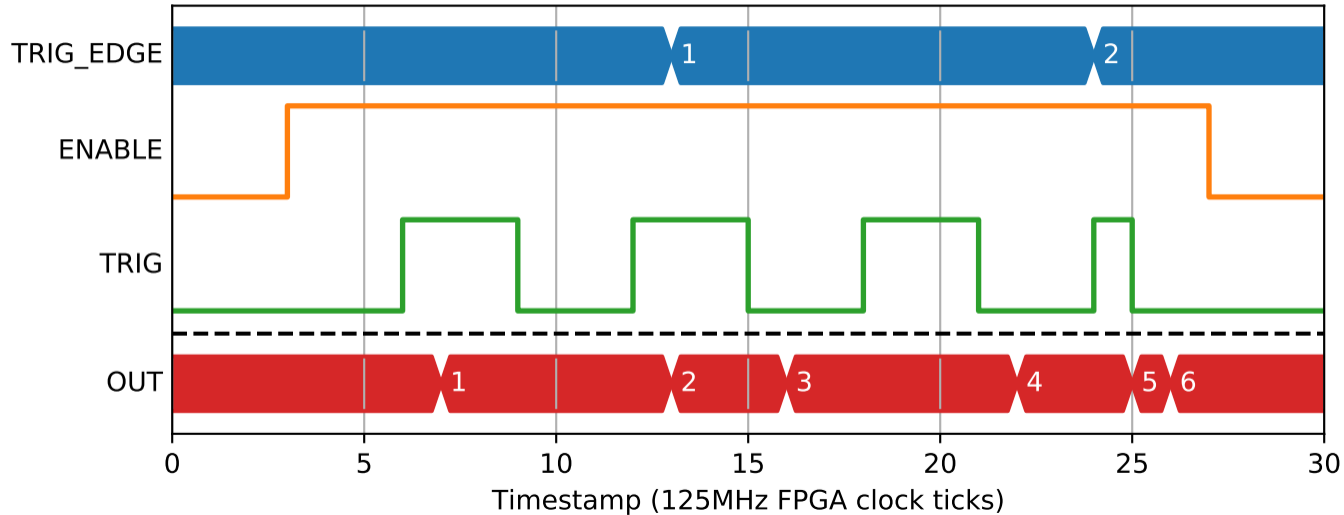 TRIG_EDGE 1 2
ENABLE
TRIG
OUT 1 2 3 4 5 6
0 5 10 15 20 25 30
Timestamp (125MHz FPGA clock ticks)